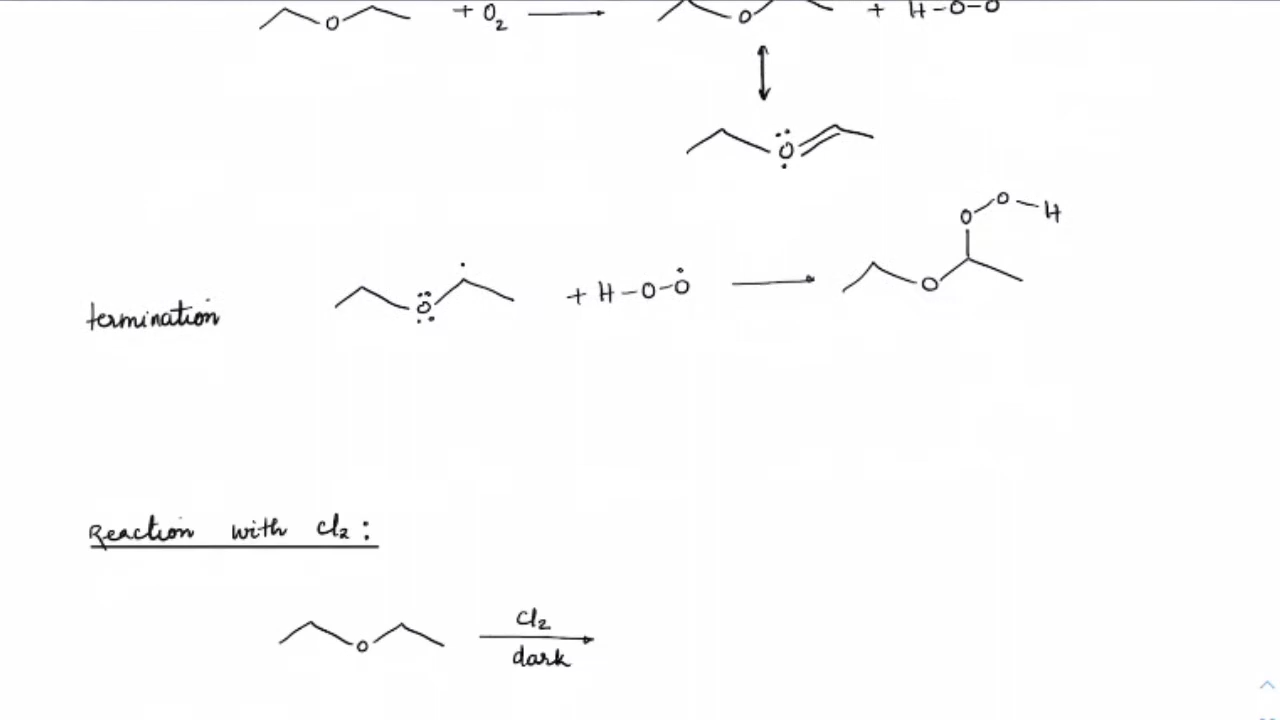 O + O2 O + H-O-O
O
O-O-H
termination O + H-O-O O
Reaction with Cl2 :
O Cl2
dark